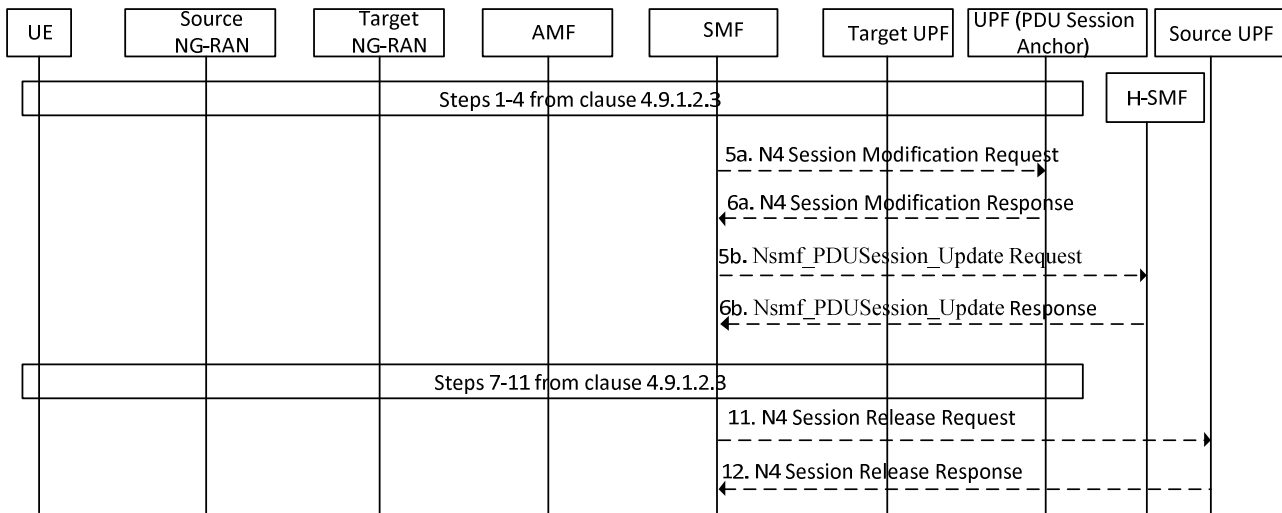 UE
Source
NG-RAN
Target
NG-RAN
AMF
SMF
Target UPF
UPF (PDU Session
Anchor)
Source UPF
Steps 1-4 from clause 4.9.1.2.3
H-SMF
5a. N4 Session Modification Request
6a. N4 Session Modification Response
5b. Nsmf_PDUSession_Update Request
6b. Nsmf_PDUSession_Update Response
Steps 7-11 from clause 4.9.1.2.3
11. N4 Session Release Request
12. N4 Session Release Response